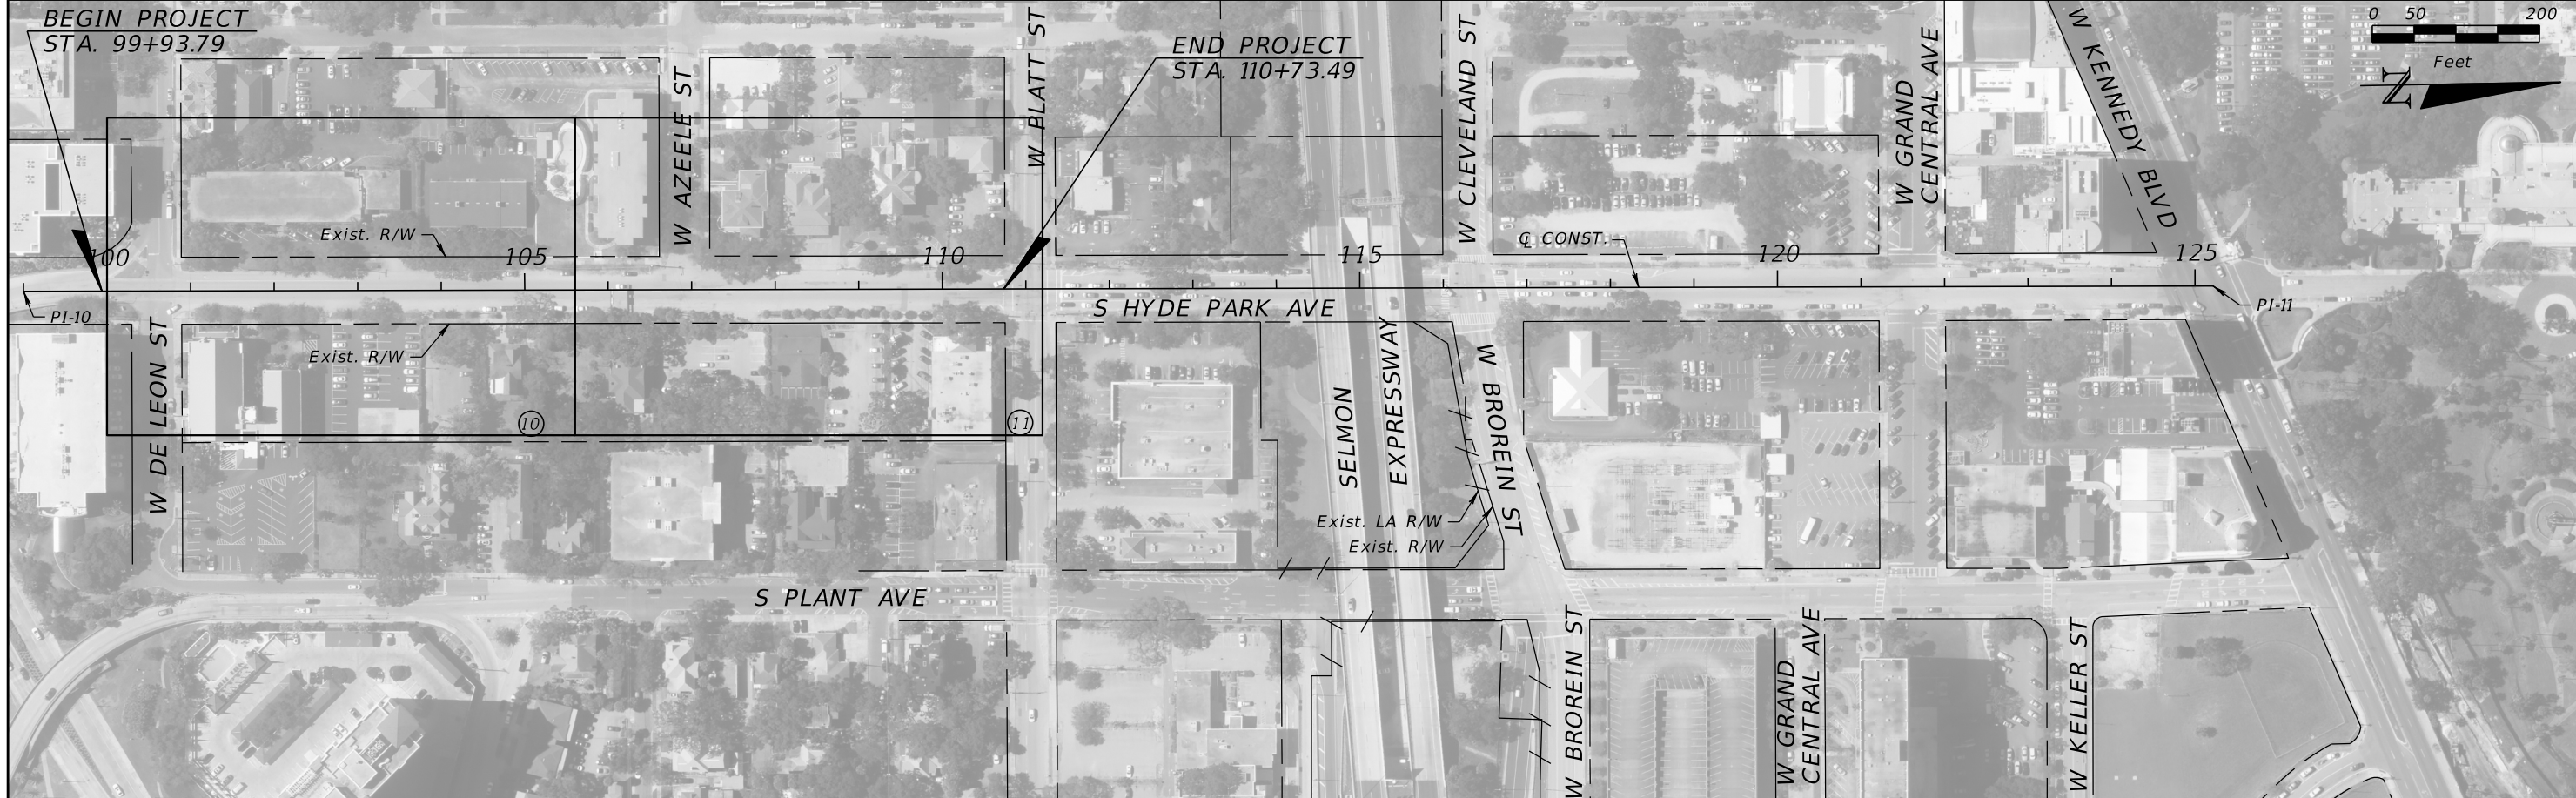 BEGIN PROJECT
STA. 99+93.79
END PROJECT
STA. 110+73.49
0 50 200
Feet
N
W AZEELE ST
W PLATT ST
W CLEVELAND ST
W GRAND
CENTRAL AVE
W KENNEDY BLVD
Exist. R/W
℄ CONST.
100
105
110
115
120
125
PI-10
S HYDE PARK AVE
PI-11
W DE LEON ST
Exist. R/W
10
11
SELMON
EXPRESSWAY
W BROREIN ST
Exist. LA R/W
Exist. R/W
S PLANT AVE
W BROREIN ST
W GRAND
CENTRAL AVE
W KELLER ST